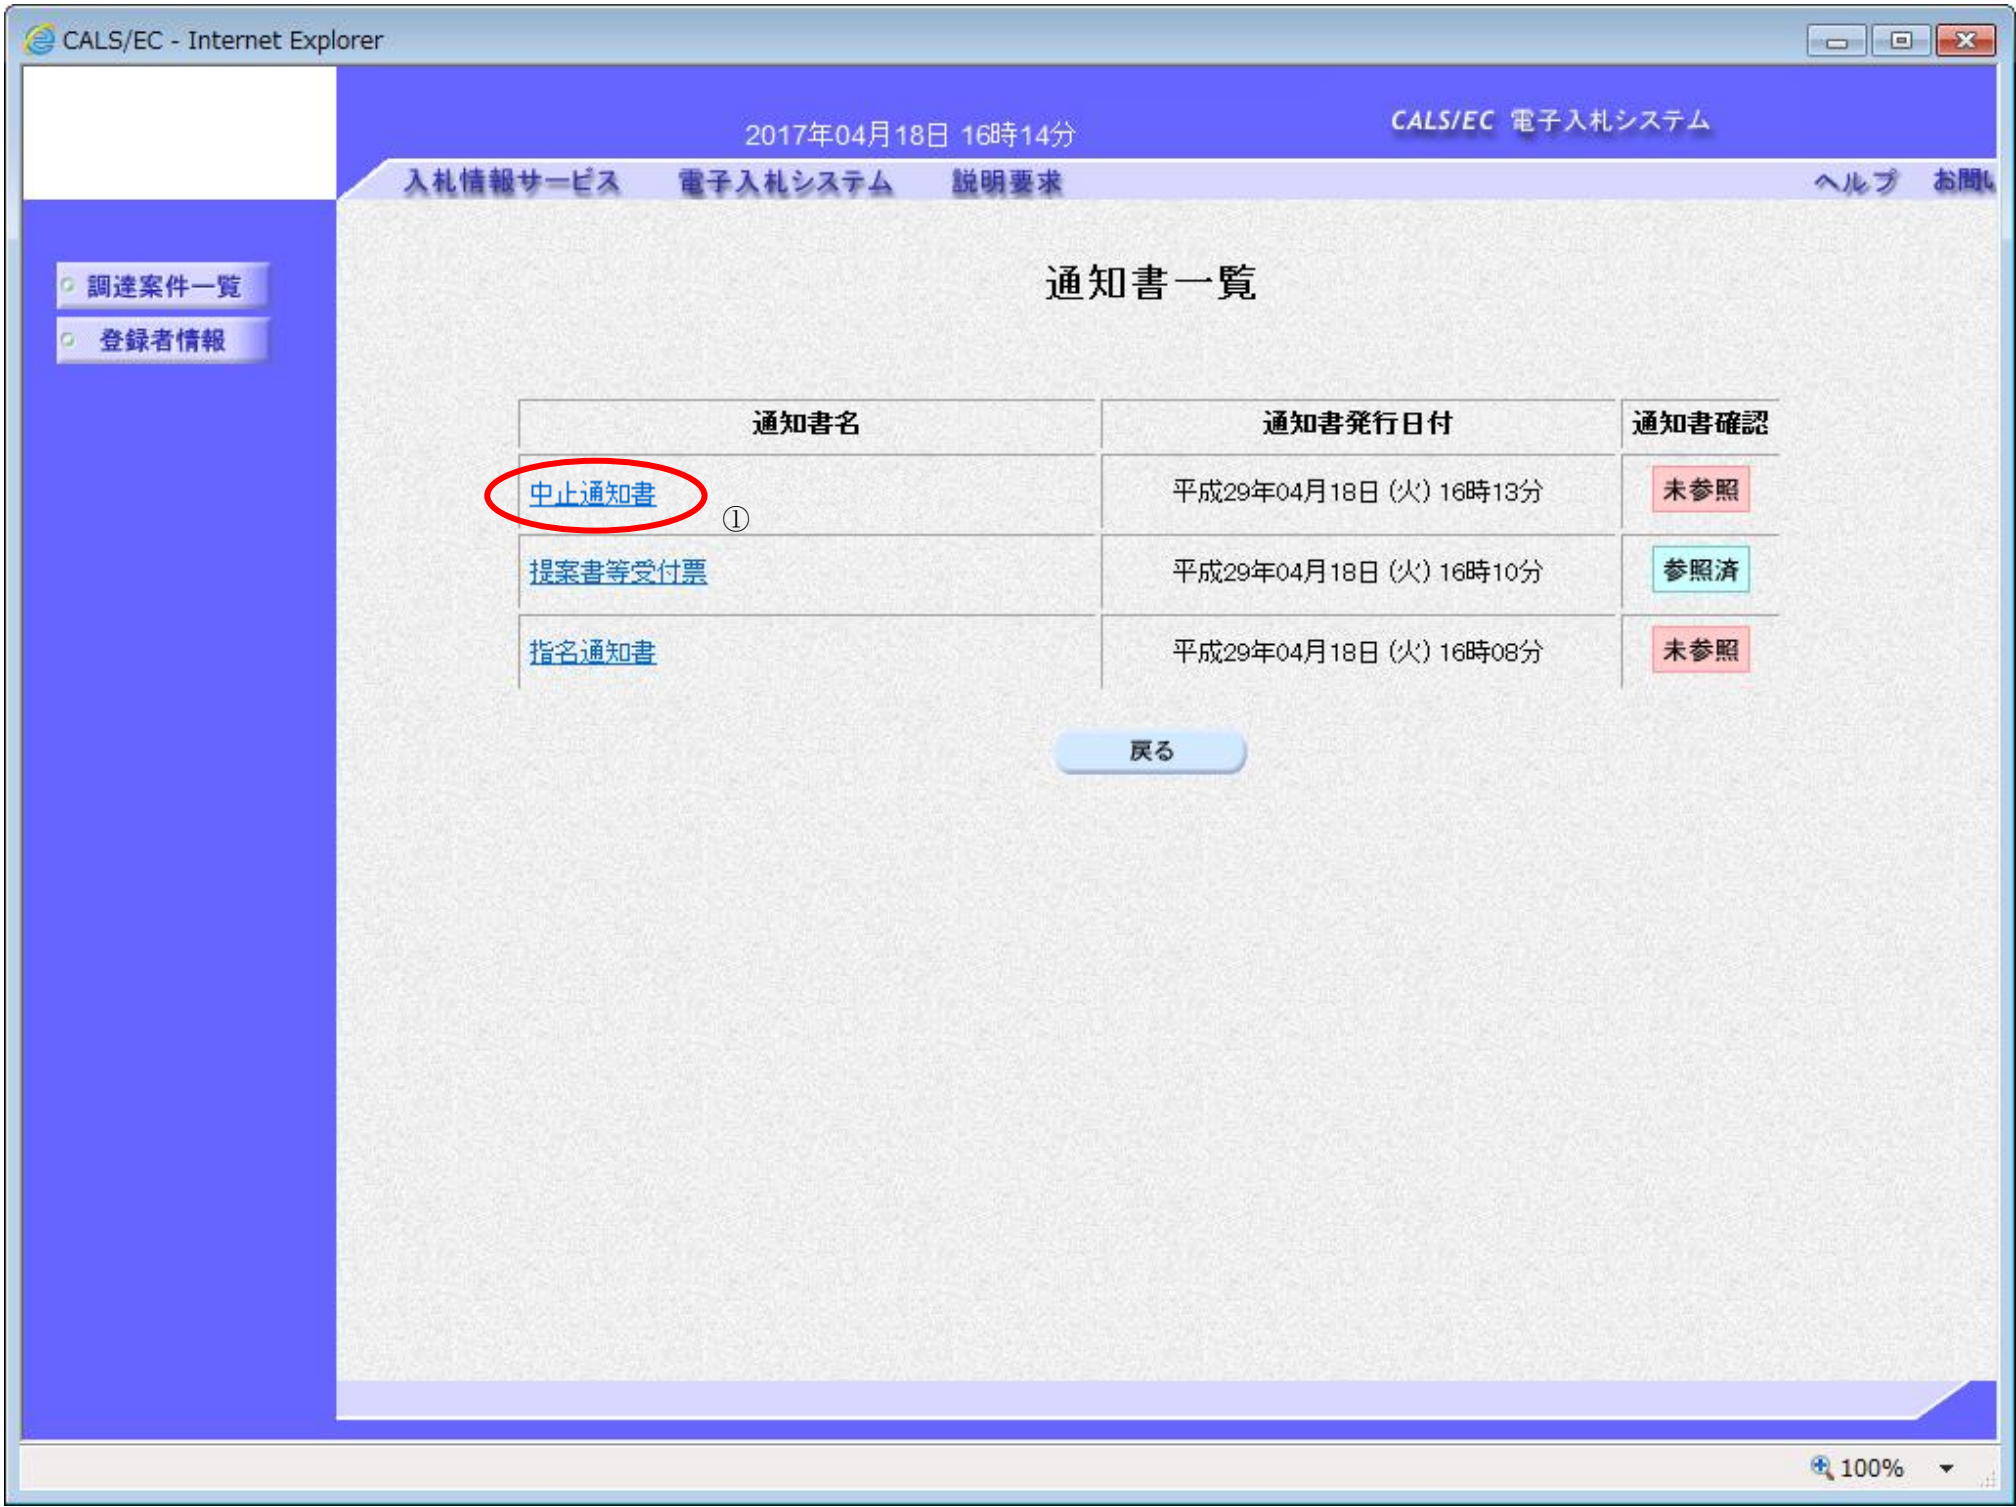 CALS/EC - Internet Explorer
2017年04月18日 16時14分
CALS/EC 電子入札システム
入札情報サービス 電子入札システム 説明要求 ヘルプ お問い
調達案件一覧
登録者情報
通知書一覧
通知書名 通知書発行日付 通知書確認
中止通知書 ① 平成29年04月18日 (火) 16時13分 未参照
提案書等受付票 平成29年04月18日 (火) 16時10分 参照済
指名通知書 平成29年04月18日 (火) 16時08分 未参照
戻る
100%